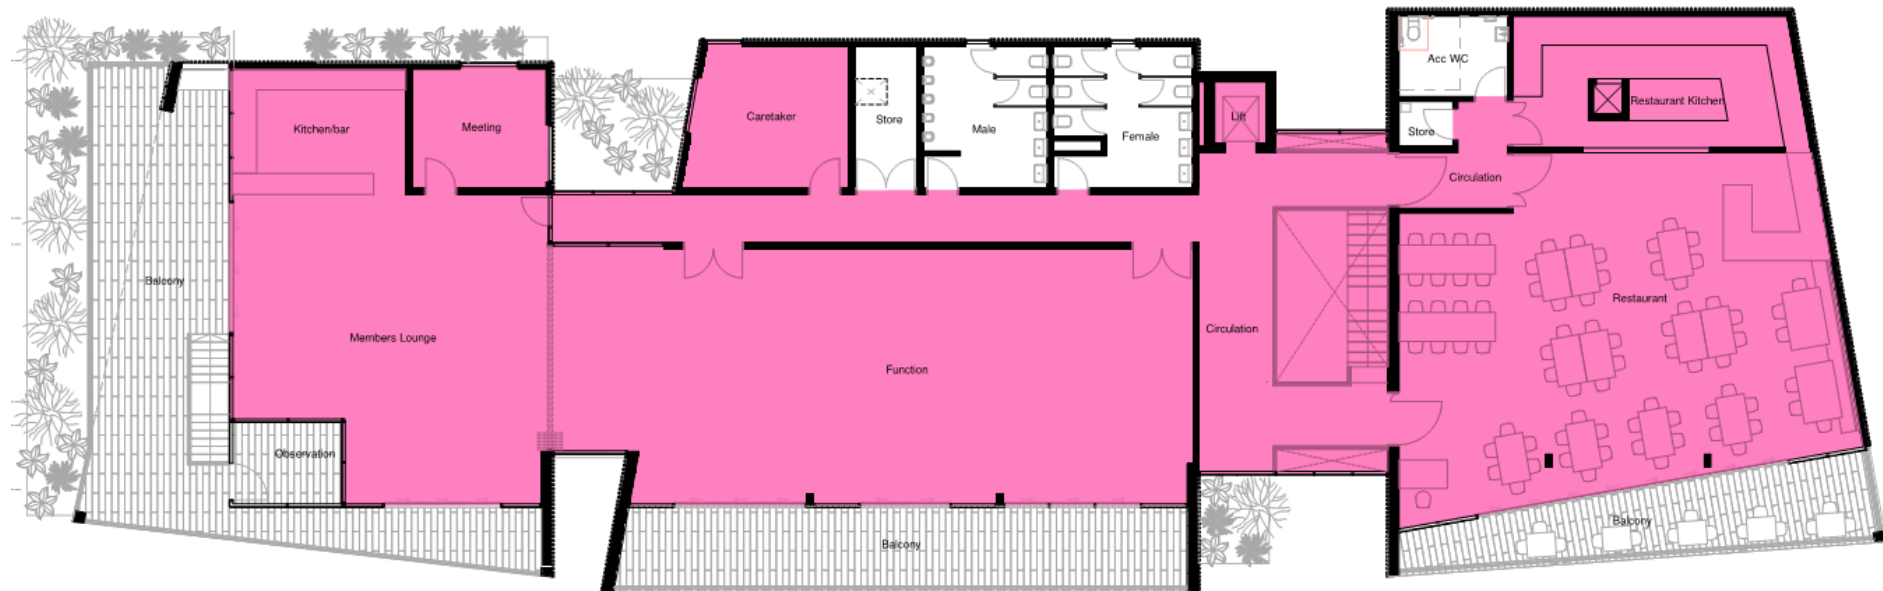 Acc WC
Kitchen/bar
Meeting
Caretaker
Store
Male
Female
Lift
Store
Restaurant Kitchen
Circulation
Balcony
Members Lounge
Function
Circulation
Restaurant
Observation
Balcony
Balcony